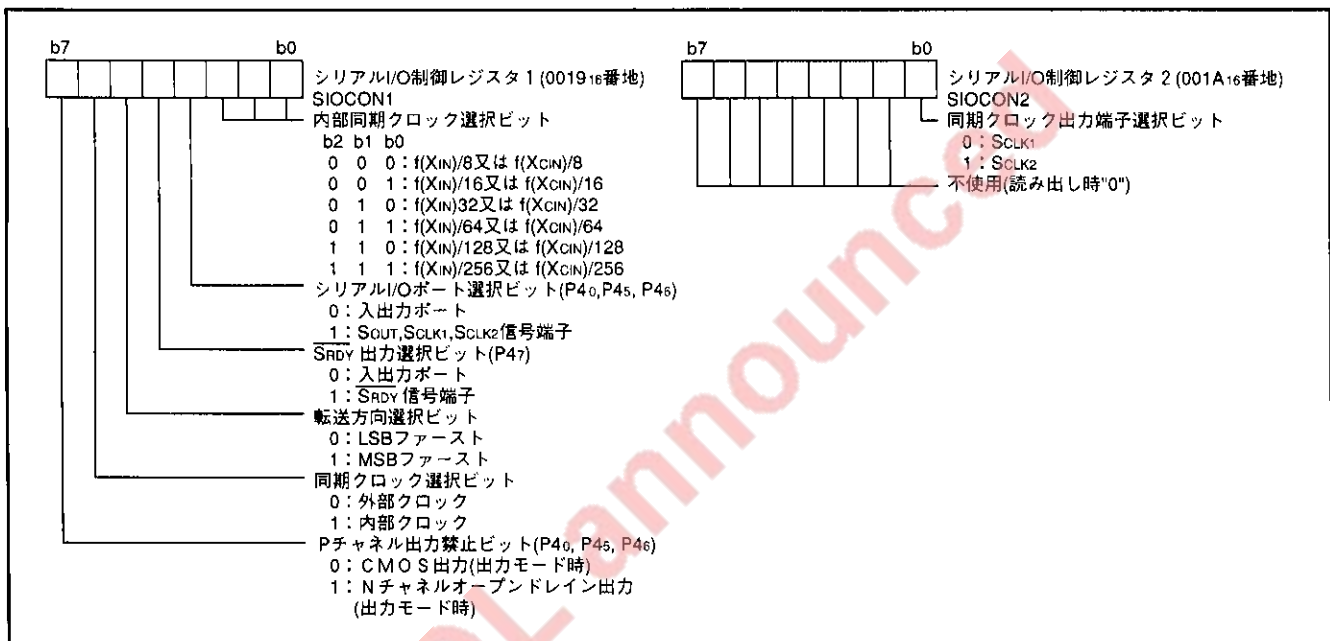 b7 b0
シリアルI/O制御レジスタ1(0019₁₆番地)
SIOCON1
内部同期クロック選択ビット
b2 b1 b0
0 0 0:f(XIN)/8又は f(XCIN)/8
0 0 1:f(XIN)/16又は f(XCIN)/16
0 1 0:f(XIN)32又は f(XCIN)/32
0 1 1:f(XIN)/64又は f(XCIN)/64
1 1 0:f(XIN)/128又は f(XCIN)/128
1 1 1:f(XIN)/256又は f(XCIN)/256
シリアルI/Oポート選択ビット(P4₀,P4₅, P4₆)
0:入出力ポート
1:SOUT,SCLK1,SCLK2信号端子
S̅R̅D̅Y̅ 出力選択ビット(P4₇)
0:入出力ポート
1:S̅R̅D̅Y̅ 信号端子
転送方向選択ビット
0:LSBファースト
1:MSBファースト
同期クロック選択ビット
0:外部クロック
1:内部クロック
Pチャネル出力禁止ビット(P4₀, P4₅, P4₆)
0:CMOS出力(出力モード時)
1:Nチャネルオープンドレイン出力
(出力モード時)
b7 b0
シリアルI/O制御レジスタ2(001A₁₆番地)
SIOCON2
同期クロック出力端子選択ビット
0:SCLK1
1:SCLK2
不使用(読み出し時"0")
OL announced